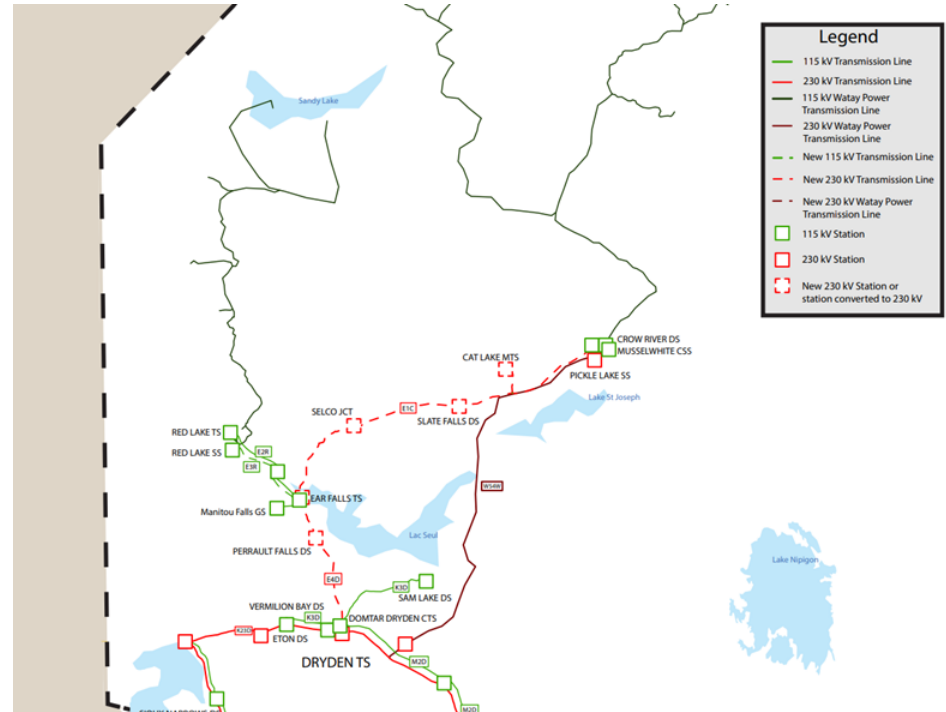 Legend
115 kV Transmission Line
230 kV Transmission Line
115 kV Watay Power
Transmission Line
230 kV Watay Power
Transmission Line
New 115 kV Transmission Line
New 230 kV Transmission Line
New 230 kV Watay Power
Transmission Line
115 kV Station
230 kV Station
New 230 kV Station or
station converted to 230 kV
Sandy Lake
CROW RIVER DS
MUSSELWHITE CSS
CAT LAKE MTS
PICKLE LAKE SS
Lake St Joseph
SELCO JCT
E1C
SLATE FALLS DS
RED LAKE TS
RED LAKE SS
E2R
E3R
W54W
EAR FALLS TS
Manitou Falls GS
Lac Seul
PERRAULT FALLS DS
Lake Nipigon
E4D
K3D
SAM LAKE DS
VERMILION BAY DS
K3D
DOMTAR DRYDEN CTS
K23D
ETON DS
DRYDEN TS
M2D
M2D